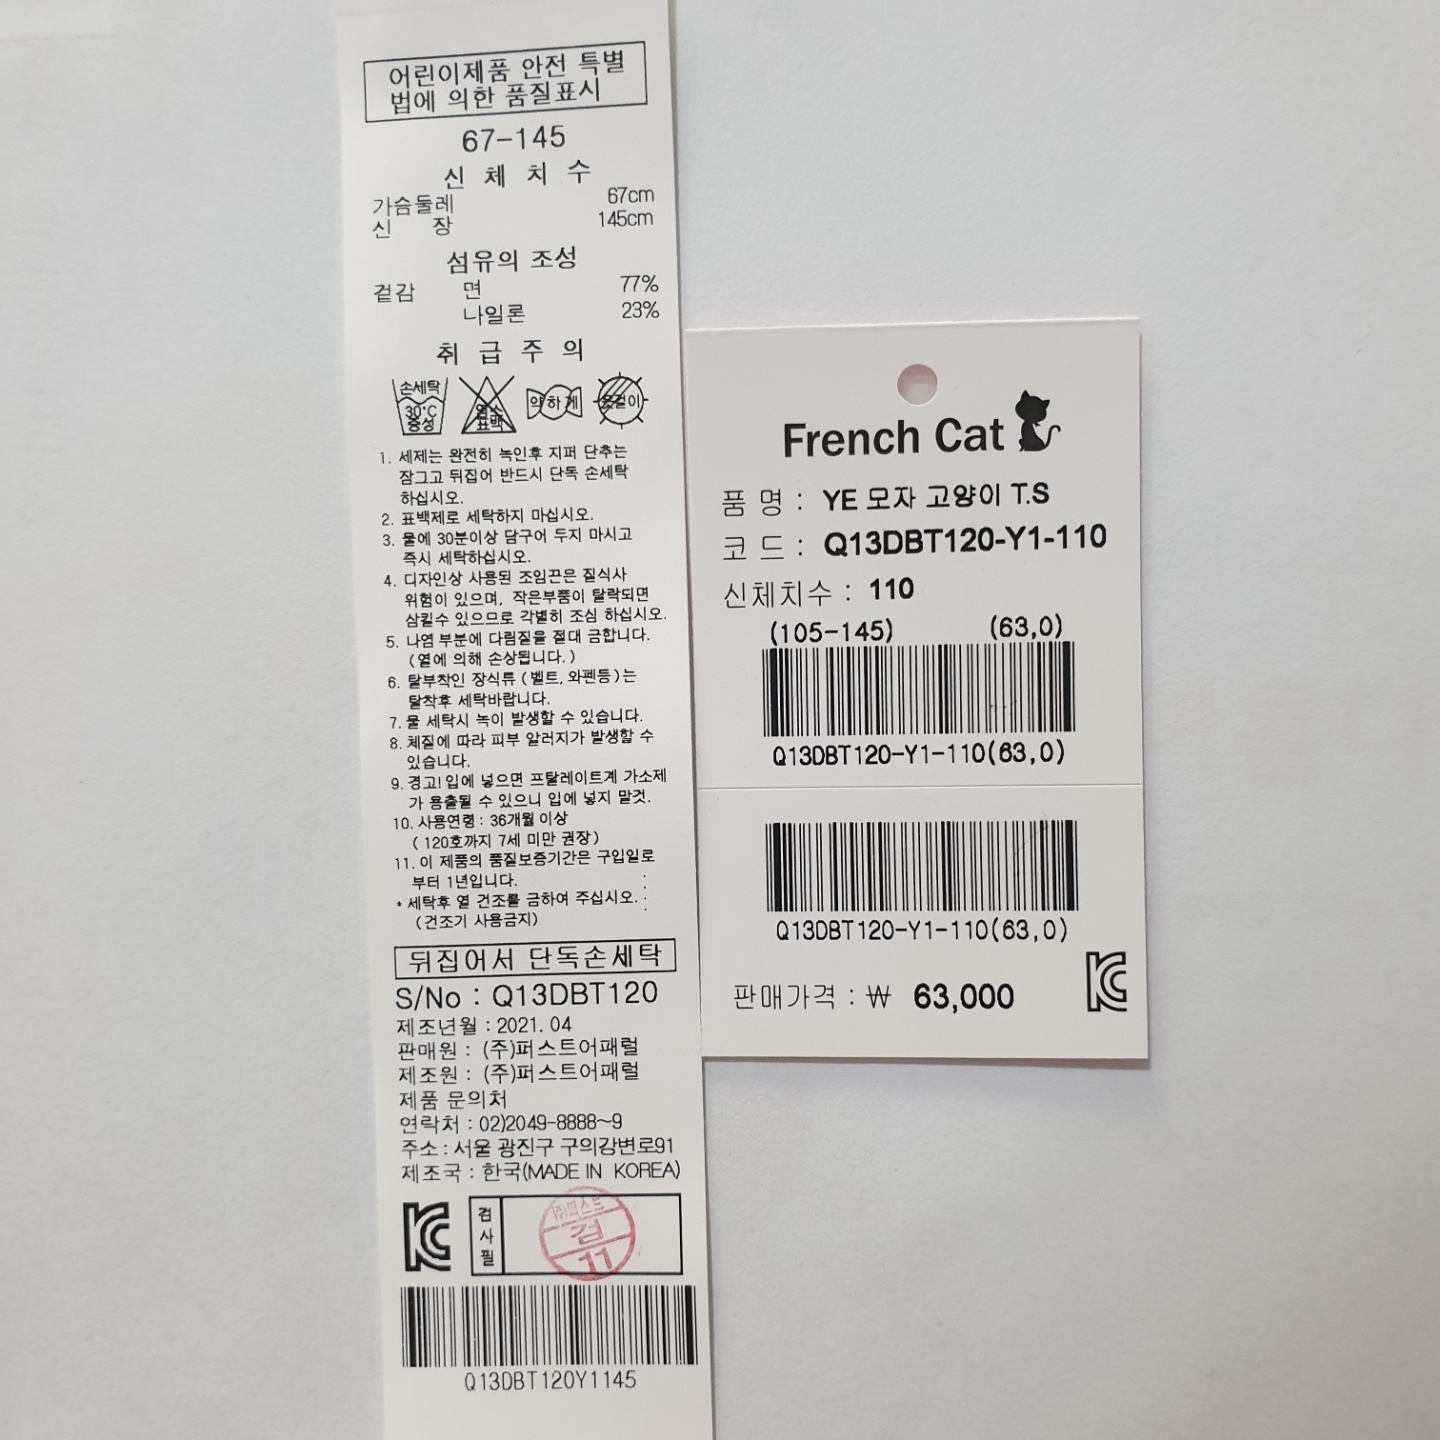 어린이제품 안전 특별
법에 의한 품질표시
67-145
신 체 치 수
가슴둘레 67cm
신 장 145cm
섬유의 조성
겉감 면 77%
나일론 23%
취 급 주 의
손세탁
30°C
중성
염소
표백
약하게
옷걸이
1. 세제는 완전히 녹인후 지퍼 단추는
잠그고 뒤집어 반드시 단독 손세탁
하십시오.
2. 표백제로 세탁하지 마십시오.
3. 물에 30분이상 담구어 두지 마시고
즉시 세탁하십시오.
4. 디자인상 사용된 조임끈은 질식사
위험이 있으며, 작은부품이 탈락되면
삼킬수 있으므로 각별히 조심 하십시오.
5. 나염 부분에 다림질을 절대 금합니다.
(열에 의해 손상됩니다.)
6. 탈부착인 장식류 (벨트, 와펜등)는
탈착후 세탁바랍니다.
7. 물 세탁시 녹이 발생할 수 있습니다.
8. 체질에 따라 피부 알러지가 발생할 수
있습니다.
9. 경고! 입에 넣으면 프탈레이트계 가소제
가 용출될 수 있으니 입에 넣지 말것.
10. 사용연령 : 36개월 이상
( 120호까지 7세 미만 권장)
11. 이 제품의 품질보증기간은 구입일로
부터 1년입니다.
* 세탁후 열 건조를 금하여 주십시오.
(건조기 사용금지)
뒤집어서 단독손세탁
S/No : Q13DBT120
제조년월 : 2021. 04
판매원 : (주)퍼스트어패럴
제조원 : (주)퍼스트어패럴
제품 문의처
연락처 : 02)2049-8888~9
주소 : 서울 광진구 구의강변로91
제조국 : 한국(MADE IN KOREA)
KC
검사필
(주)퍼스트
검
11
Q13DBT120Y1145
French Cat
품 명 : YE 모자 고양이 T.S
코 드 : Q13DBT120-Y1-110
신체치수 : 110
(105-145) (63,0)
Q13DBT120-Y1-110(63,0)
Q13DBT120-Y1-110(63,0)
판매가격 : ₩ 63,000
KC